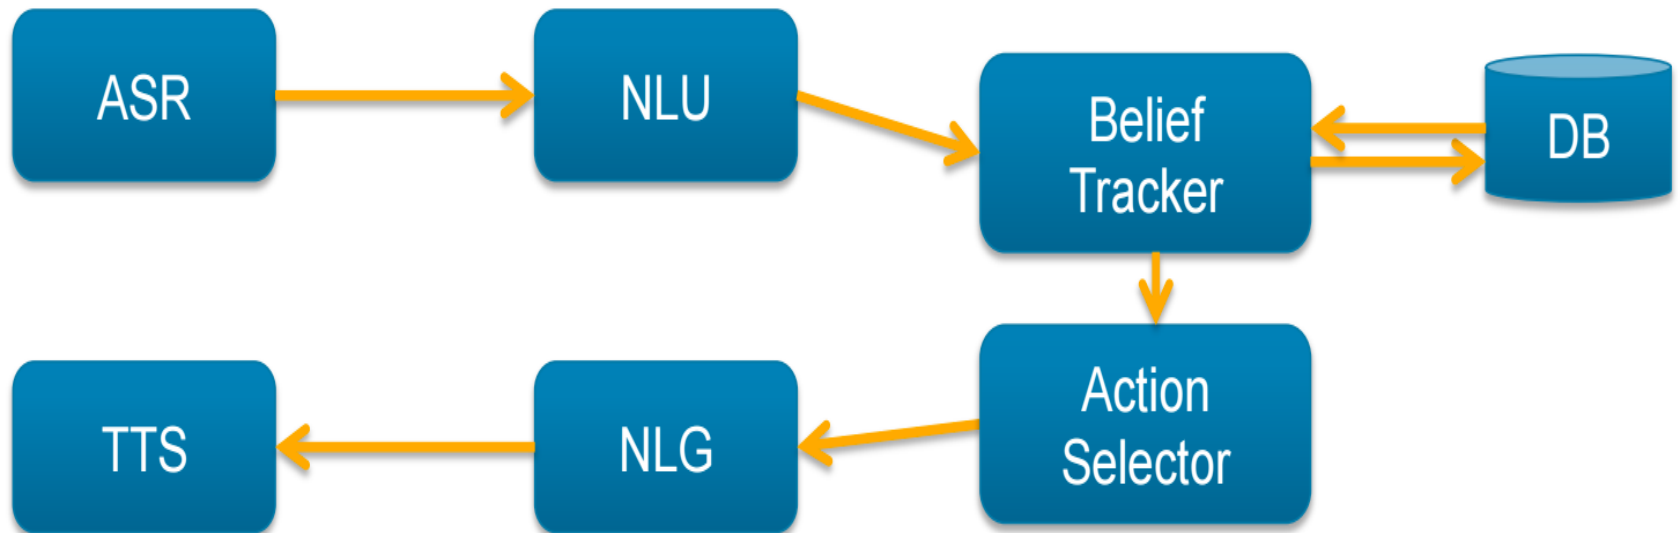 ASR
NLU
Belief
Tracker
DB
Action
Selector
NLG
TTS